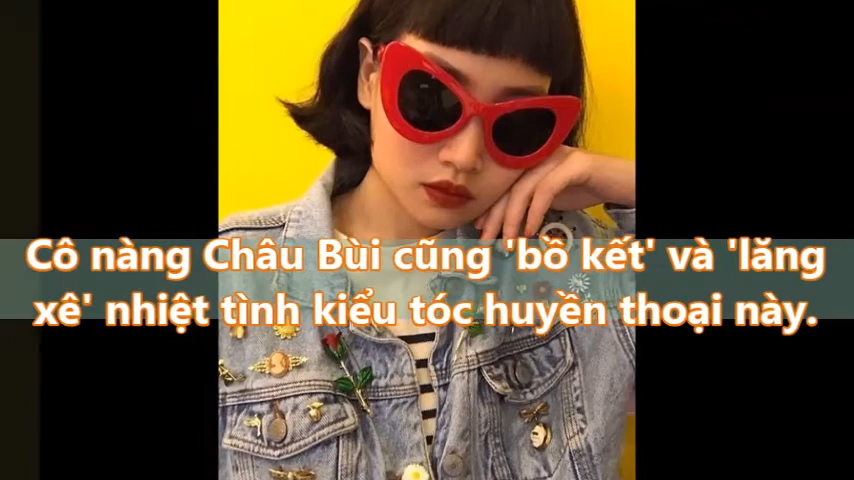 Cô nàng Châu Bùi cũng 'bồ kết' và 'lăng
xê' nhiệt tình kiểu tóc huyền thoại này.